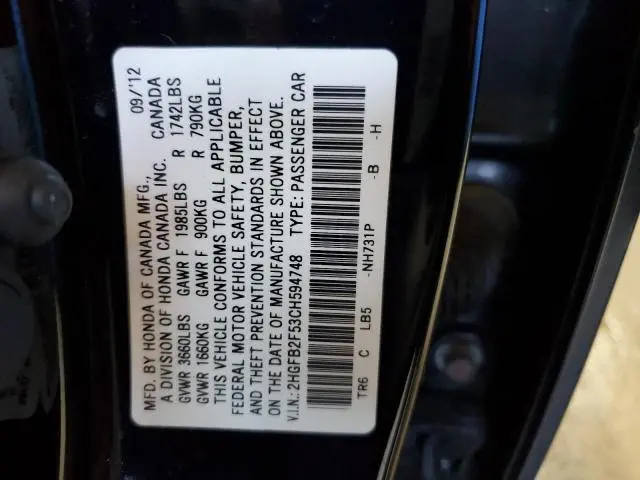 MFD. BY HONDA OF CANADA MFG., 09/'12
A DIVISION OF HONDA CANADA INC. CANADA
GVWR 3660LBS GAWR F 1985LBS R 1742LBS
GVWR 1660KG GAWR F 900KG R 790KG
THIS VEHICLE CONFORMS TO ALL APPLICABLE
FEDERAL MOTOR VEHICLE SAFETY, BUMPER,
AND THEFT PREVENTION STANDARDS IN EFFECT
ON THE DATE OF MANUFACTURE SHOWN ABOVE.
V.I.N.: 2HGFB2F53CH594748 TYPE: PASSENGER CAR
TR6 C LB5 -NH731P -B -H